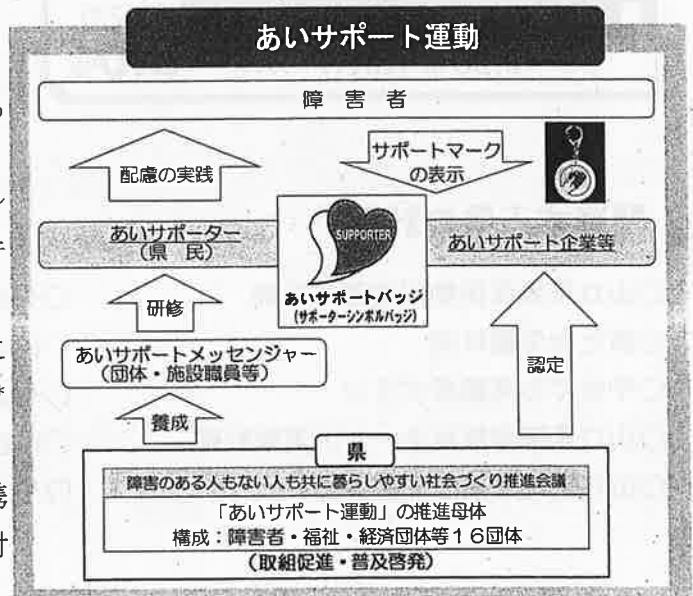 あいサポート運動
障害者
配慮の実践
サポートマーク
の表示
あいサポーター
(県民)
SUPPORTER
あいサポート企業等
あいサポートバッジ
(サポーターシンボルバッジ)
研修
あいサポートメッセンジャー
(団体・施設職員等)
認定
養成
県
障害のある人もない人も共に暮らしやすい社会づくり推進会議
「あいサポート運動」の推進母体
構成:障害者・福祉・経済団体等16団体
(取組促進・普及啓発)